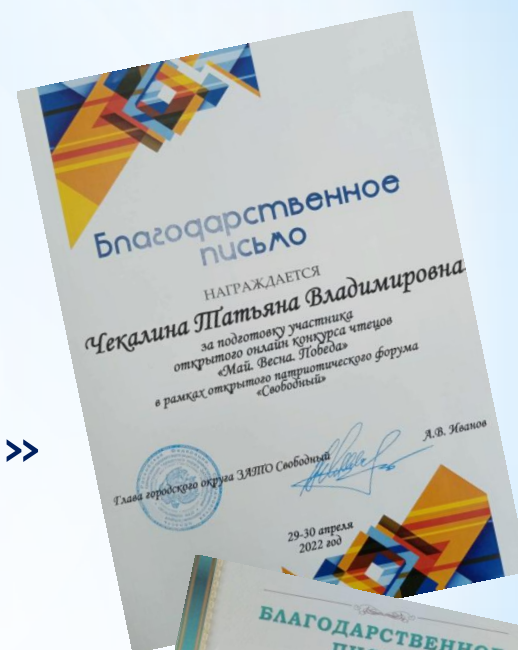 Благодарственное
письмо
НАГРАЖДАЕТСЯ
Чекалина Татьяна Владимировна
за подготовку участника
открытого онлайн конкурса чтецов
«Май. Весна. Победа»
в рамках открытого патриотического форума
«Свободный»
»
Глава городского округа ЗАТО Свободный
А.В. Иванов
29-30 апреля
2022 год
БЛАГОДАРСТВЕННОЕ